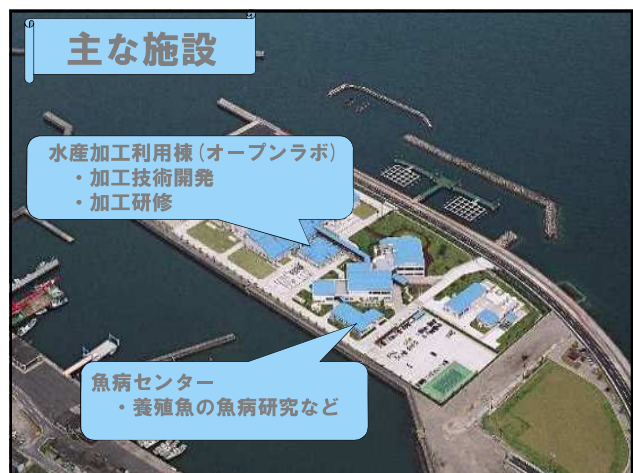 主な施設
水産加工利用棟(オープンラボ)
・加工技術開発
・加工研修
魚病センター
・養殖魚の魚病研究など